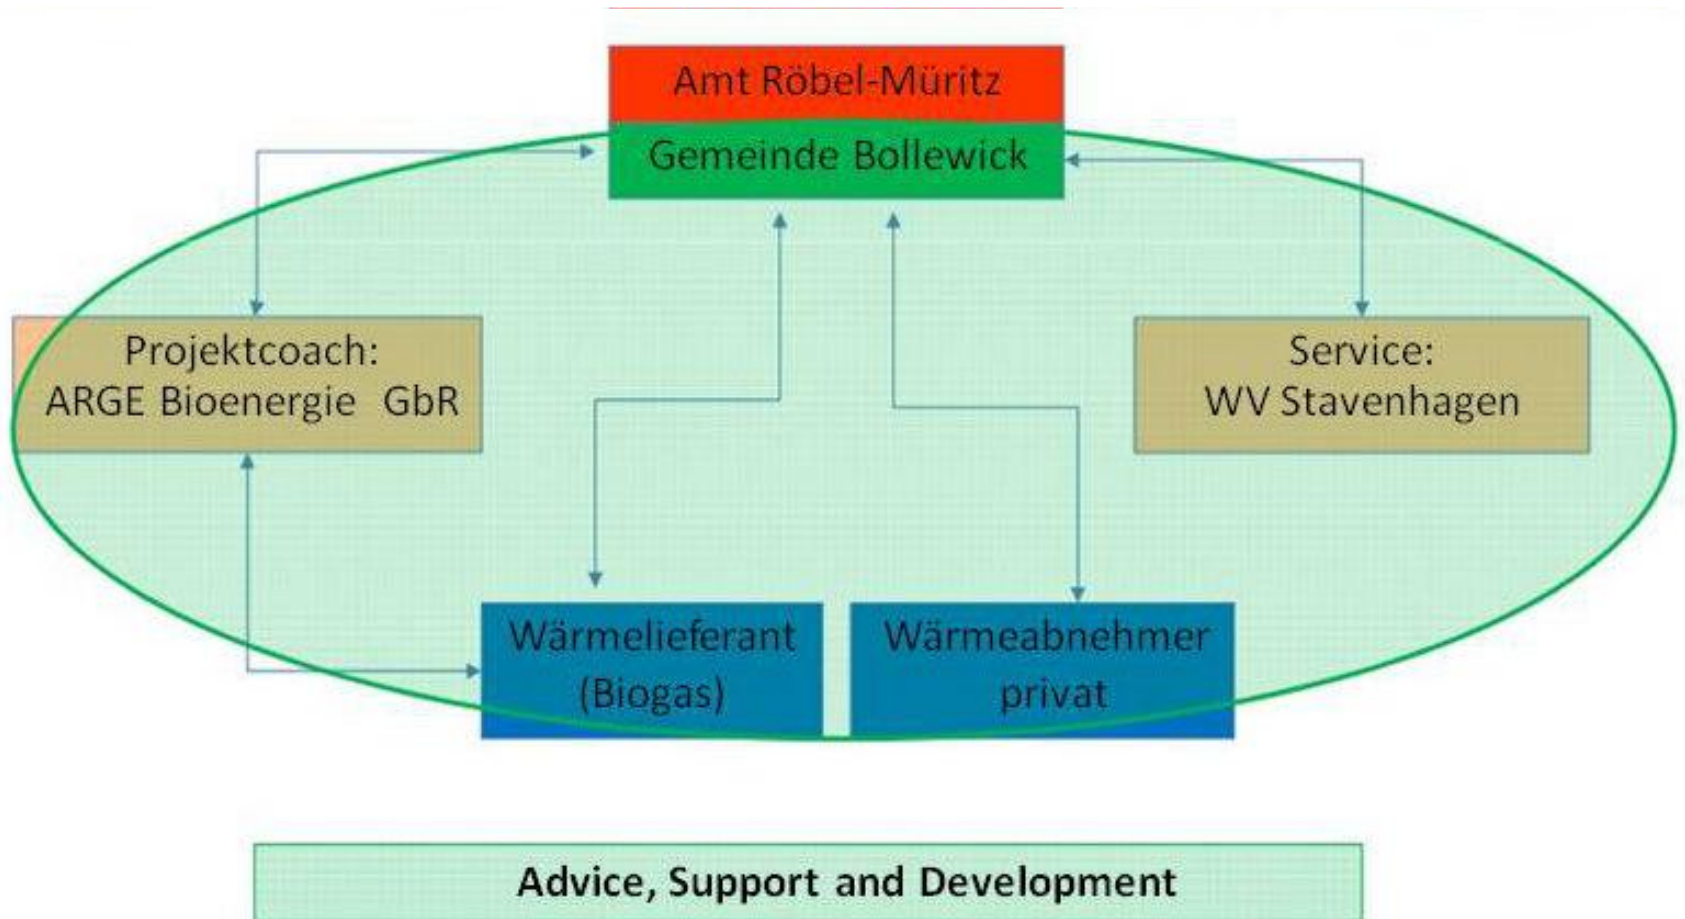 Amt Röbel-Müritz
Gemeinde Bollewick
Projektcoach:
ARGE Bioenergie GbR
Service:
WV Stavenhagen
Wärmelieferant
(Biogas)
Wärmeabnehmer
privat
Advice, Support and Development